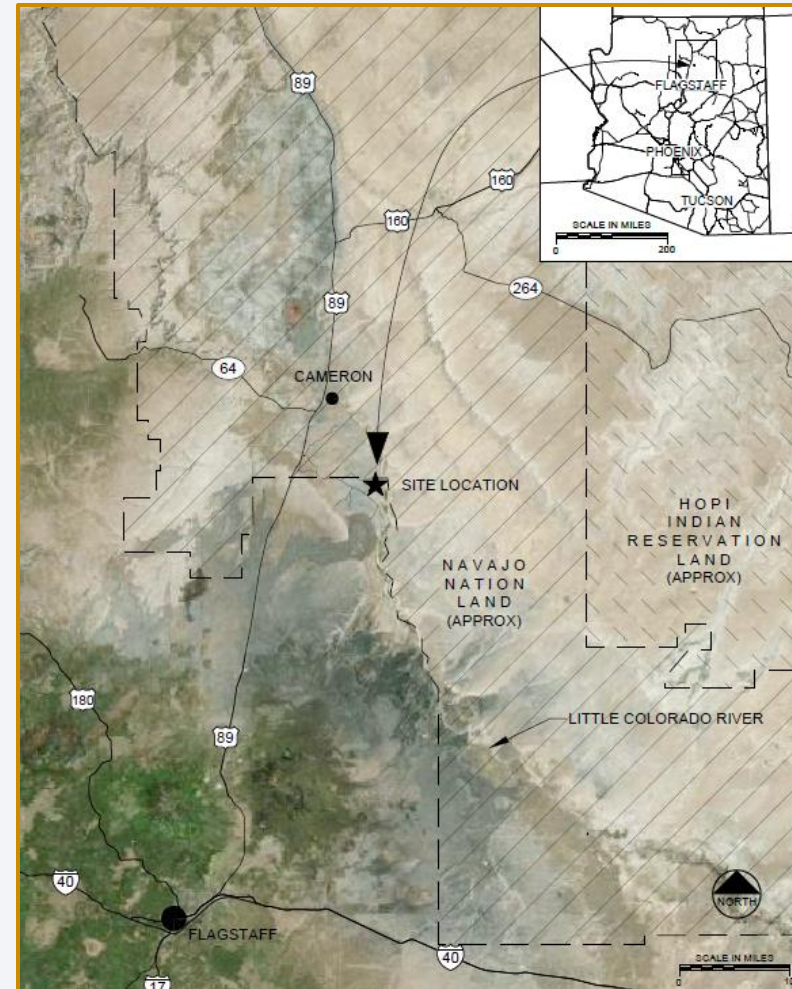 FLAGSTAFF
PHOENIX
TUCSON
SCALE IN MILES
0 200
89
160
160
89
264
64
CAMERON
SITE LOCATION
HOPI
INDIAN
RESERVATION
LAND
(APPROX)
NAVAJO
NATION
LAND
(APPROX)
180
LITTLE COLORADO RIVER
89
40
NORTH
FLAGSTAFF
40
SCALE IN MILES
0
17